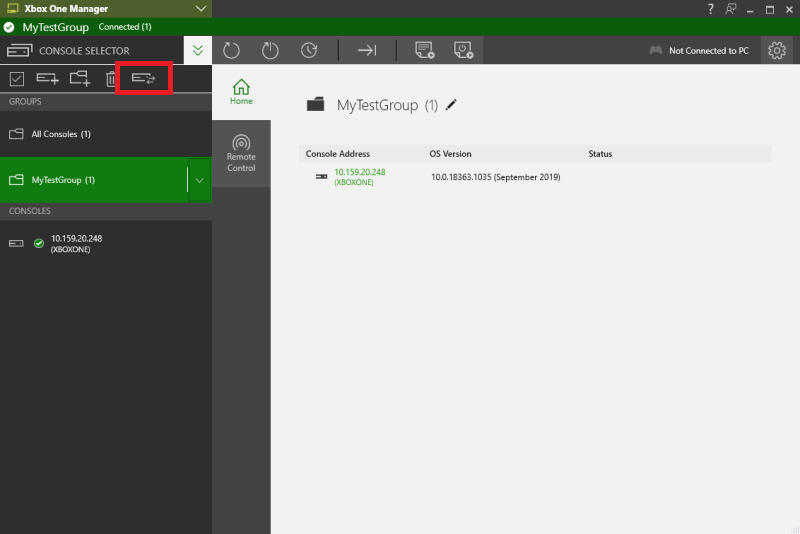 Xbox One Manager
?
MyTestGroup Connected (1)
CONSOLE SELECTOR
Not Connected to PC
GROUPS
All Consoles (1)
MyTestGroup (1)
CONSOLES
10.159.20.248
(XBOXONE)
Home
Remote
Control
MyTestGroup (1)
Console Address OS Version Status
10.159.20.248 10.0.18363.1035 (September 2019)
(XBOXONE)